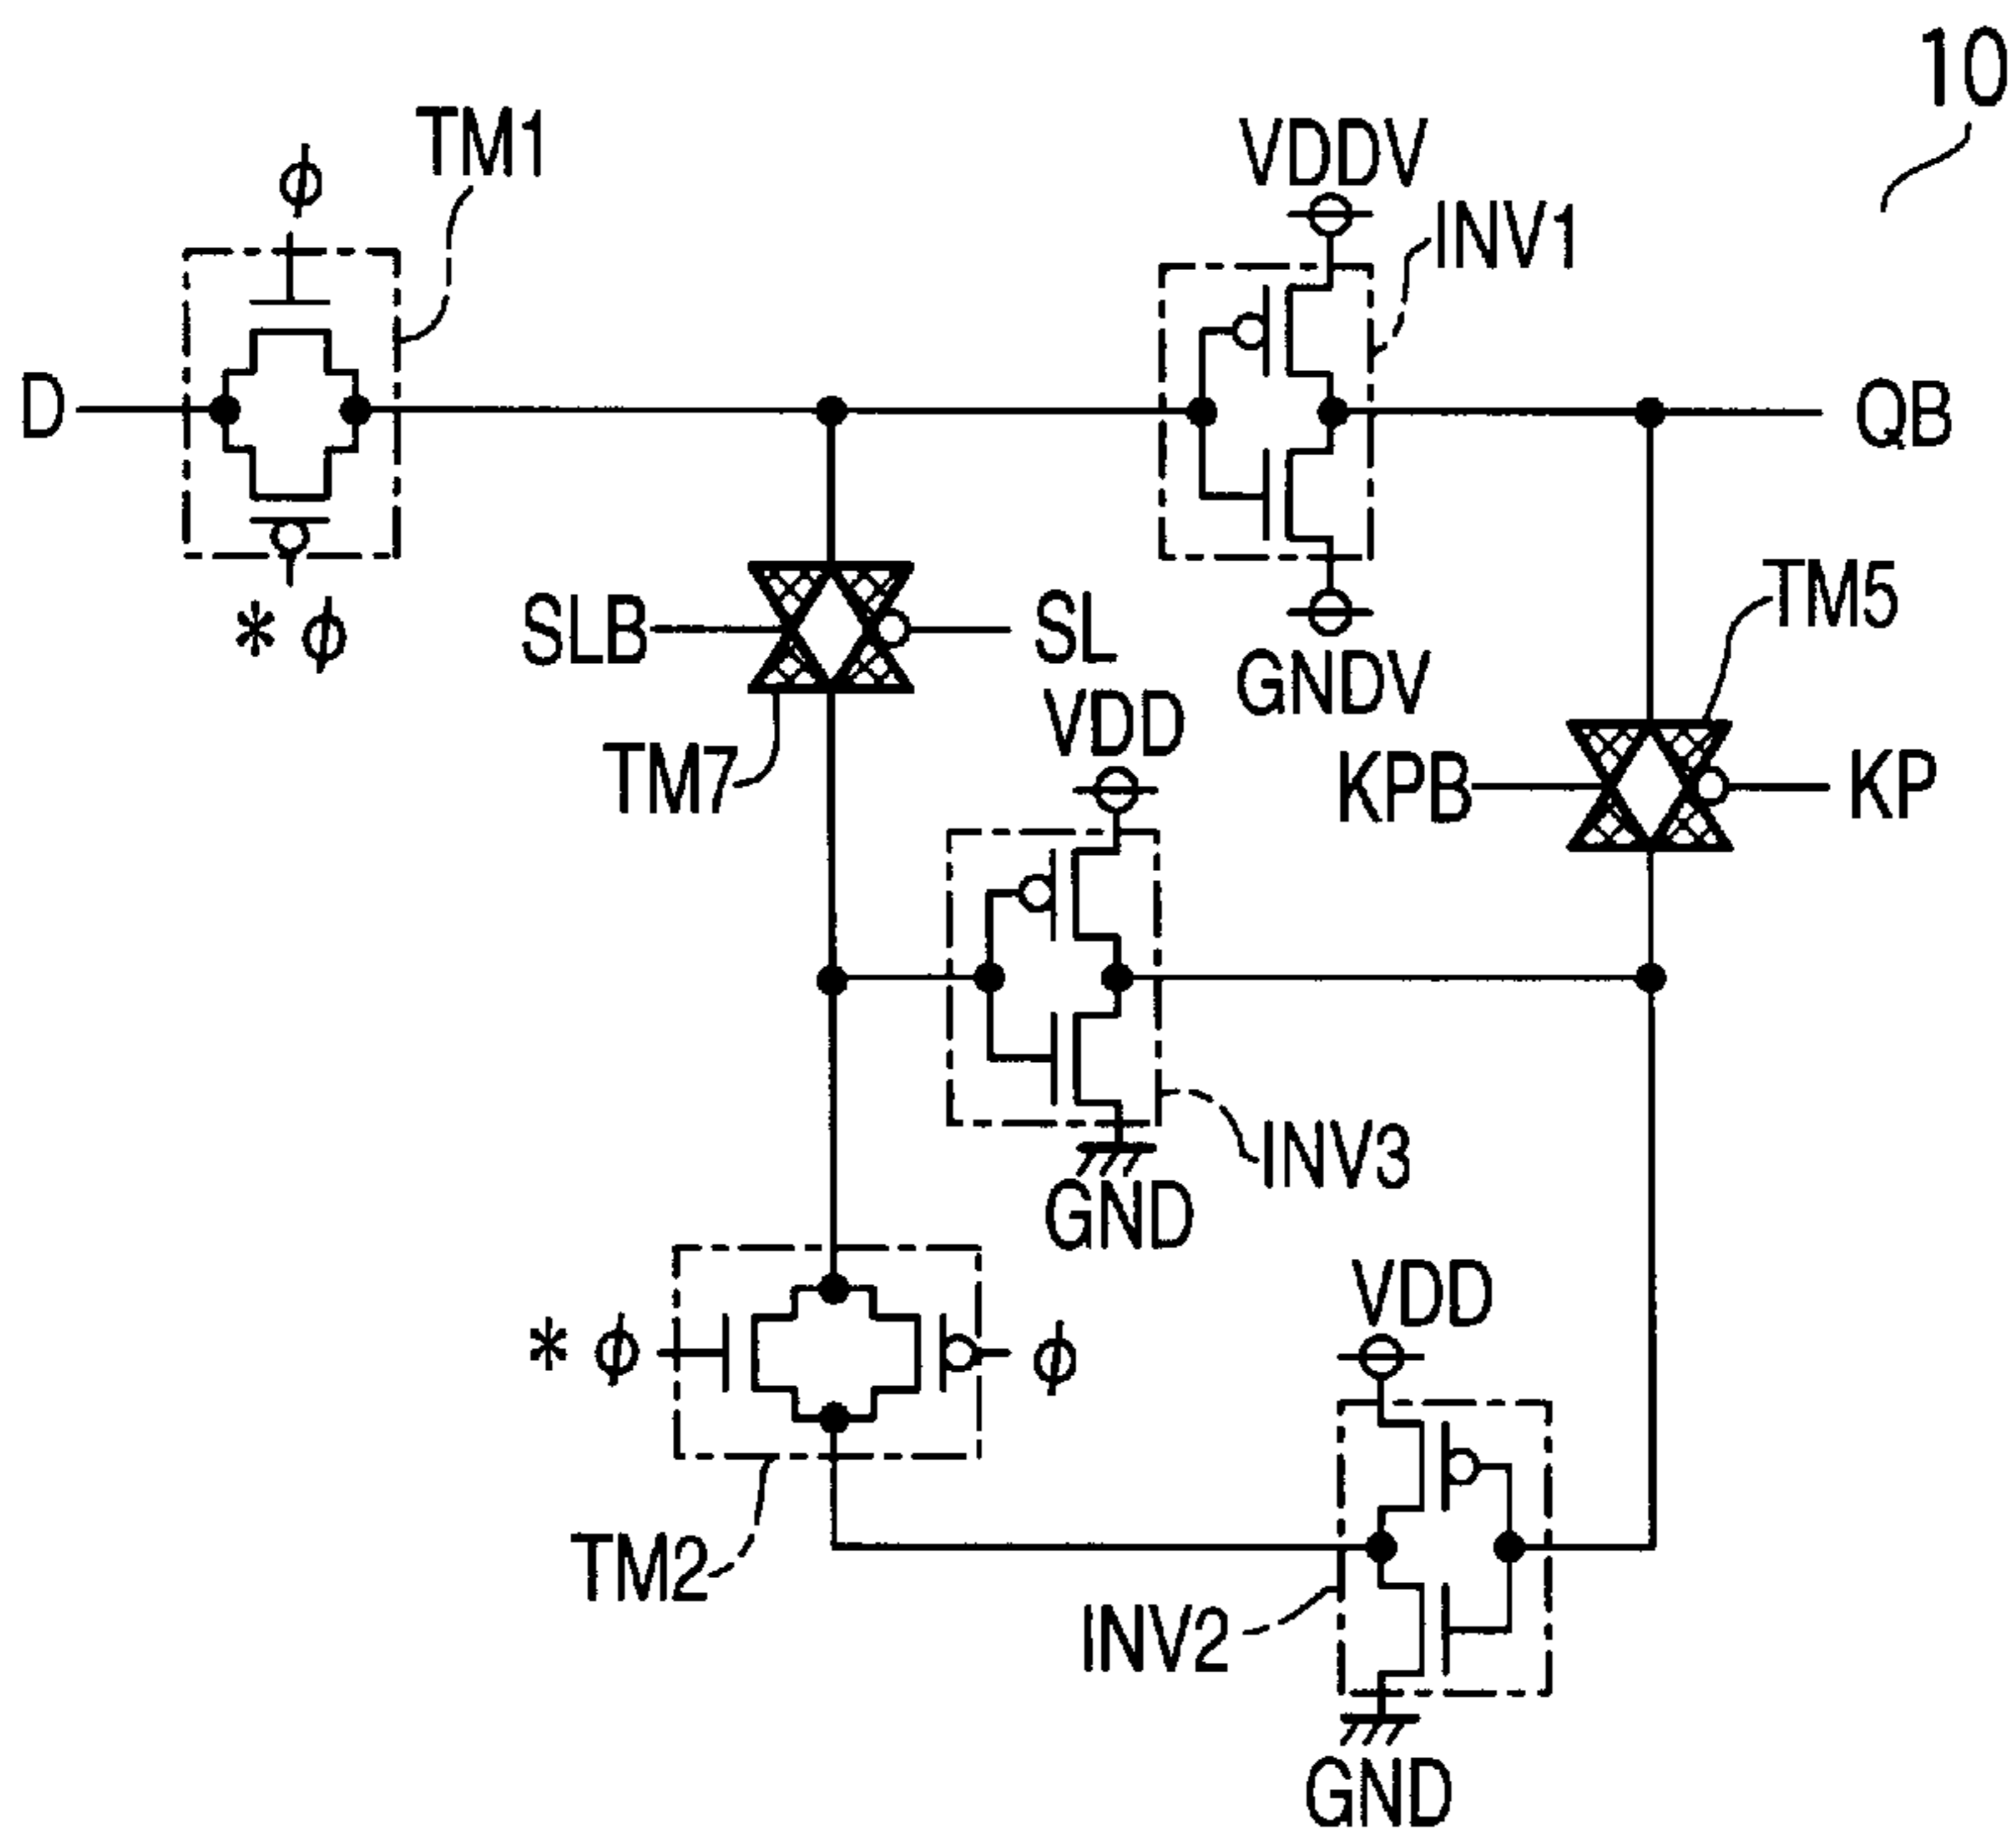 10
TM1
φ
VDDV
INV1
D
QB
* φ
SLB
SL
TM5
GNDV
VDD
TM7
KPB
KP
INV3
GND
* φ
φ
VDD
TM2
INV2
GND